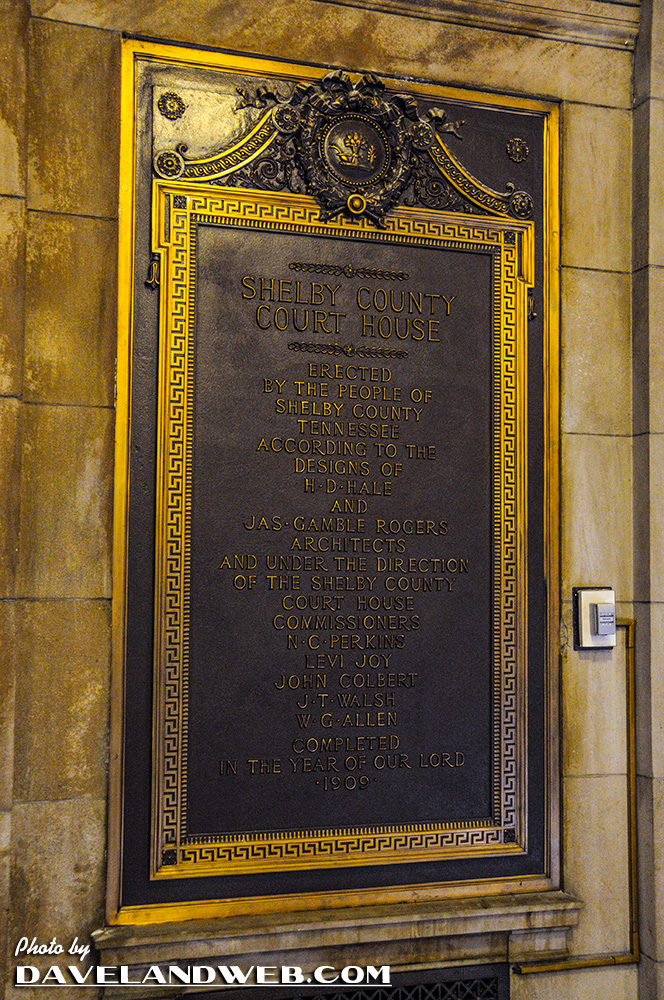 SHELBY COUNTY
COURT HOUSE
ERECTED
BY THE PEOPLE OF
SHELBY COUNTY
TENNESSEE
ACCORDING TO THE
DESIGNS OF
H·D·HALE
AND
JAS·GAMBLE ROGERS
ARCHITECTS
AND UNDER THE DIRECTION
OF THE SHELBY COUNTY
COURT HOUSE
COMMISSIONERS
N·C·PERKINS
LEVI JOY
JOHN COLBERT
J·T·WALSH
W·G·ALLEN
COMPLETED
IN THE YEAR OF OUR LORD
·1909·
Photo by
DAVELANDWEB.COM